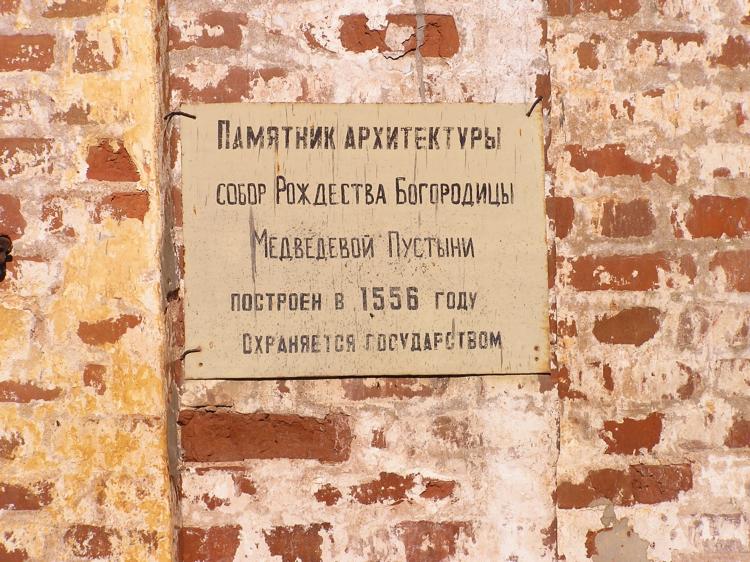 Памятник архитектуры
собор Рождества Богородицы
Медведевой Пустыни
построен в 1556 году
Охраняется государством